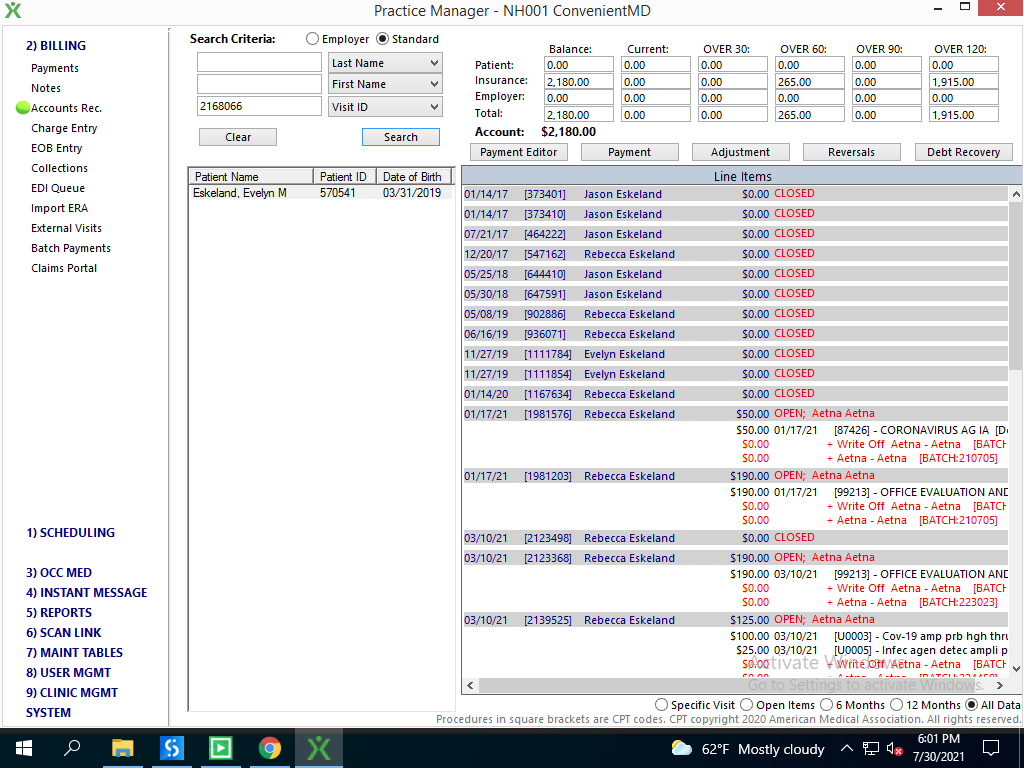 Practice Manager - NH001 ConvenientMD
2) BILLING
Payments
Notes
Accounts Rec.
Charge Entry
EOB Entry
Collections
EDI Queue
Import ERA
External Visits
Batch Payments
Claims Portal
1) SCHEDULING
3) OCC MED
4) INSTANT MESSAGE
5) REPORTS
6) SCAN LINK
7) MAINT TABLES
8) USER MGMT
9) CLINIC MGMT
SYSTEM
Search Criteria: Employer Standard
Last Name
First Name
2168066 Visit ID
Clear Search
Balance: Current: OVER 30: OVER 60: OVER 90: OVER 120:
Patient: 0.00 0.00 0.00 0.00 0.00 0.00
Insurance: 2,180.00 0.00 0.00 265.00 0.00 1,915.00
Employer: 0.00 0.00 0.00 0.00 0.00 0.00
Total: 2,180.00 0.00 0.00 265.00 0.00 1,915.00
Account: $2,180.00
Payment Editor Payment Adjustment Reversals Debt Recovery
Patient Name Patient ID Date of Birth
Eskeland, Evelyn M 570541 03/31/2019
Line Items
01/14/17 [373401] Jason Eskeland $0.00 CLOSED
01/14/17 [373410] Jason Eskeland $0.00 CLOSED
07/21/17 [464222] Jason Eskeland $0.00 CLOSED
12/20/17 [547162] Rebecca Eskeland $0.00 CLOSED
05/25/18 [644410] Jason Eskeland $0.00 CLOSED
05/30/18 [647591] Jason Eskeland $0.00 CLOSED
05/08/19 [902886] Rebecca Eskeland $0.00 CLOSED
06/16/19 [936071] Rebecca Eskeland $0.00 CLOSED
11/27/19 [1111784] Evelyn Eskeland $0.00 CLOSED
11/27/19 [1111854] Evelyn Eskeland $0.00 CLOSED
01/14/20 [1167634] Rebecca Eskeland $0.00 CLOSED
01/17/21 [1981576] Rebecca Eskeland $50.00 OPEN; Aetna Aetna
$50.00 01/17/21 [87426] - CORONAVIRUS AG IA [D
$0.00 + Write Off Aetna - Aetna [BATCH
$0.00 + Aetna - Aetna [BATCH:210705]
01/17/21 [1981203] Rebecca Eskeland $190.00 OPEN; Aetna Aetna
$190.00 01/17/21 [99213] - OFFICE EVALUATION AND
$0.00 + Write Off Aetna - Aetna [BATCH
$0.00 + Aetna - Aetna [BATCH:210705]
03/10/21 [2123498] Rebecca Eskeland $0.00 CLOSED
03/10/21 [2123368] Rebecca Eskeland $190.00 OPEN; Aetna Aetna
$190.00 03/10/21 [99213] - OFFICE EVALUATION AND
$0.00 + Write Off Aetna - Aetna [BATCH
$0.00 + Aetna - Aetna [BATCH:223023]
03/10/21 [2139525] Rebecca Eskeland $125.00 OPEN; Aetna Aetna
$100.00 03/10/21 [U0003] - Cov-19 amp prb hgh thru
$25.00 03/10/21 [U0005] - Infec agen detec ampli p
$0.00 + Write Off Aetna - Aetna [BATCH
Activate Windows
Go to Settings to activate Windows.
Specific Visit Open Items 6 Months 12 Months All Data
Procedures in square brackets are CPT codes. CPT copyright 2020 American Medical Association. All rights reserved.
62°F Mostly cloudy
6:01 PM
7/30/2021